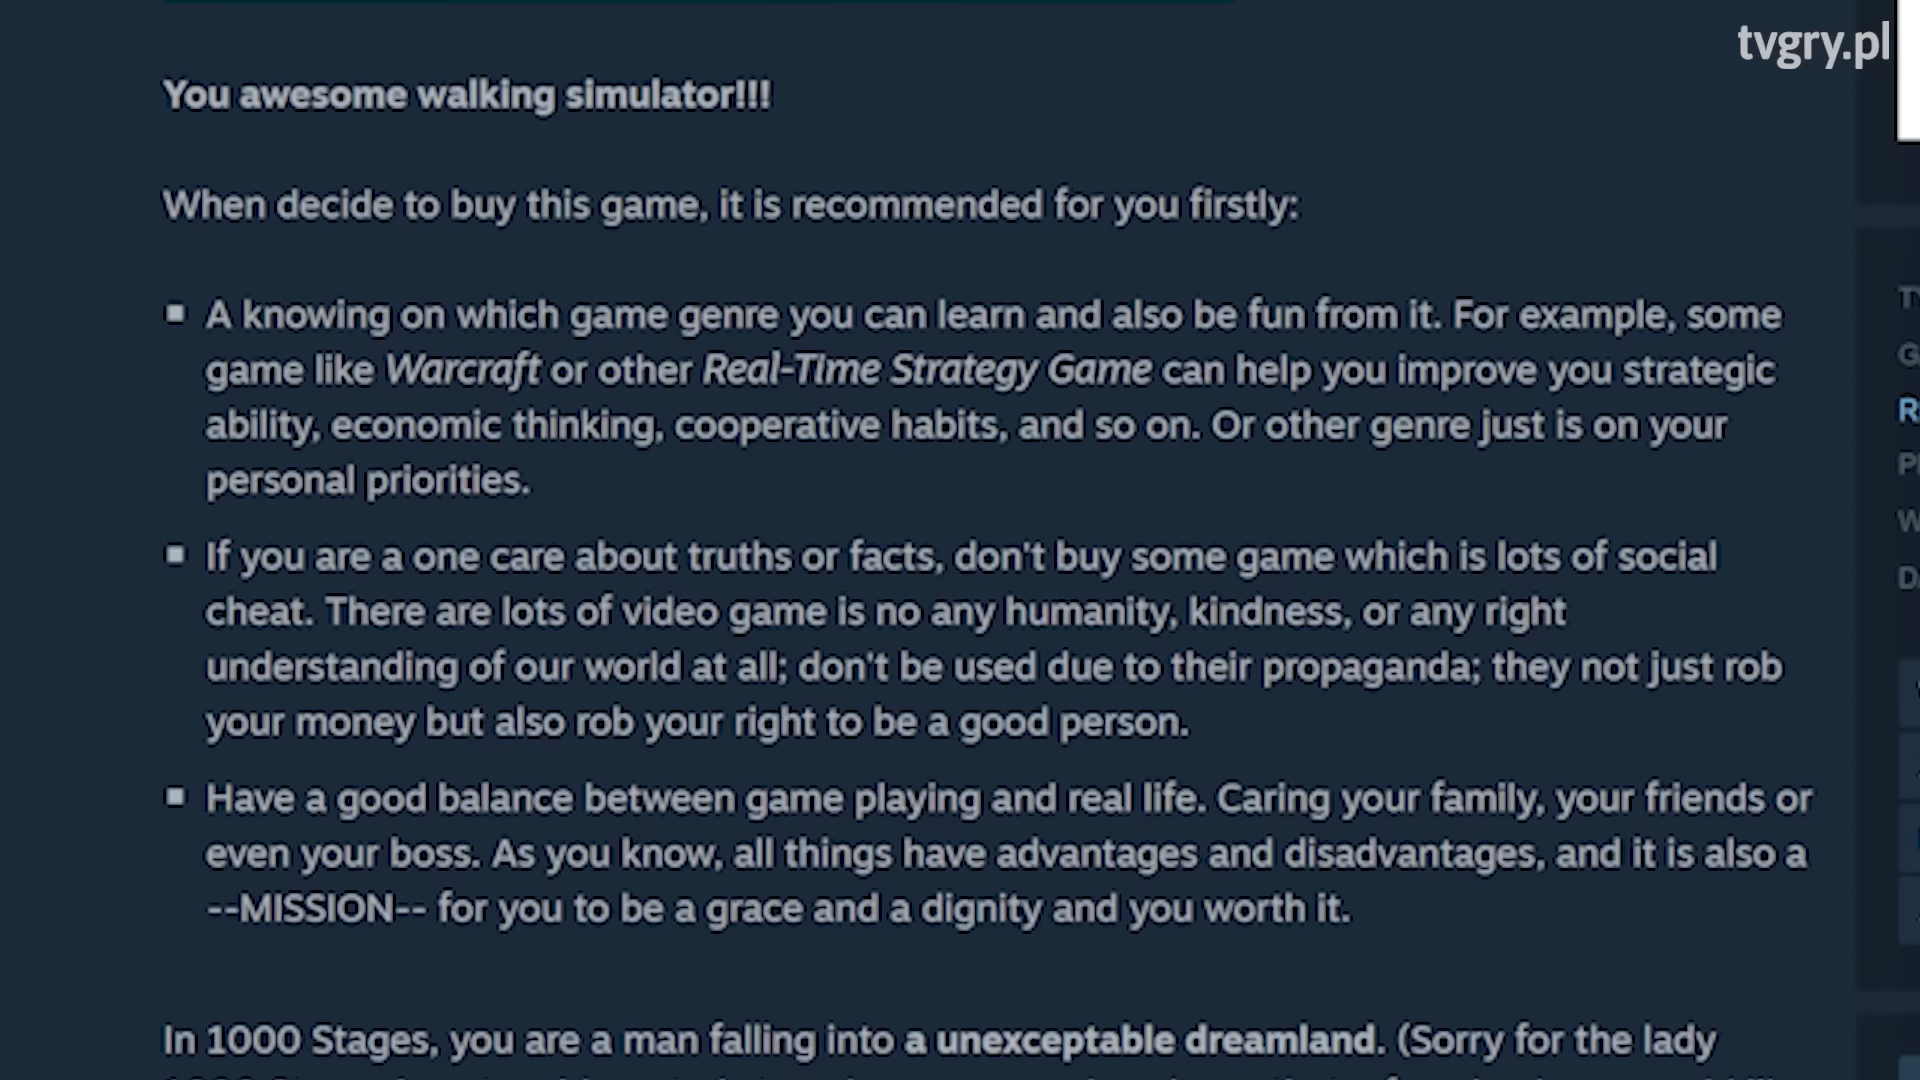 tvgry.pl
You awesome walking simulator!!!
When decide to buy this game, it is recommended for you firstly:
A knowing on which game genre you can learn and also be fun from it. For example, some
game like Warcraft or other Real-Time Strategy Game can help you improve you strategic
ability, economic thinking, cooperative habits, and so on. Or other genre just is on your
personal priorities.
If you are a one care about truths or facts, don't buy some game which is lots of social
cheat. There are lots of video game is no any humanity, kindness, or any right
understanding of our world at all; don't be used due to their propaganda; they not just rob
your money but also rob your right to be a good person.
Have a good balance between game playing and real life. Caring your family, your friends or
even your boss. As you know, all things have advantages and disadvantages, and it is also a
--MISSION-- for you to be a grace and a dignity and you worth it.
In 1000 Stages, you are a man falling into a unexceptable dreamland. (Sorry for the lady